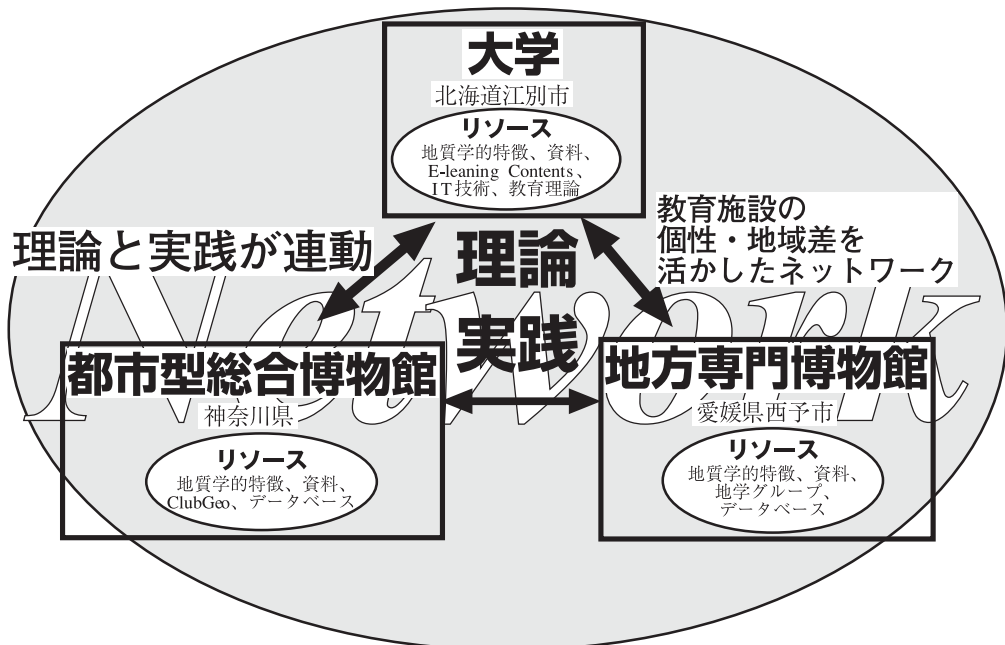 大学
北海道江別市
リソース
地質学的特徴、資料、
E-leaning Contents、
IT技術、教育理論
理論と実践が連動
理論
実践
教育施設の
個性・地域差を
活かしたネットワーク
Network
都市型総合博物館
神奈川県
リソース
地質学的特徴、資料、
ClubGeo、データベース
地方専門博物館
愛媛県西予市
リソース
地質学的特徴、資料、
地学グループ、
データベース